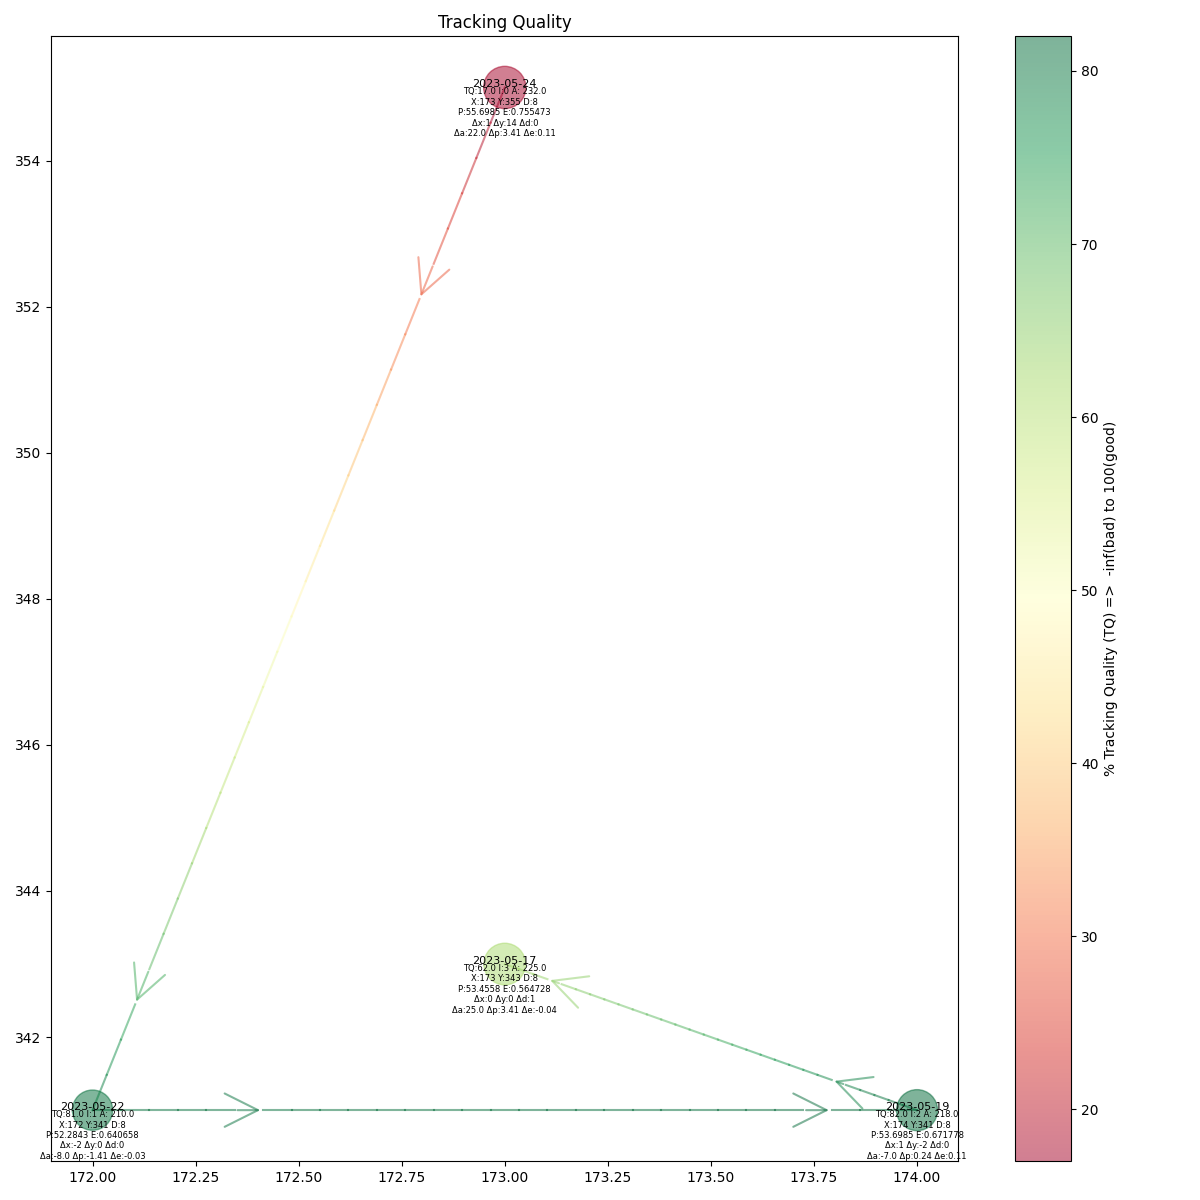 Tracking Quality
2023-05-24
TQ:17.0 I:0 A: 232.0
X:173 Y:355 D:8
P:55.6985 E:0.755473
Δx:1 Δy:14 Δd:0
Δa:22.0 Δp:3.41 Δe:0.11
2023-05-17
TQ:62.0 I:3 A: 225.0
X:173 Y:343 D:8
P:53.4558 E:0.564728
Δx:0 Δy:0 Δd:1
Δa:25.0 Δp:3.41 Δe:-0.04
2023-05-22
TQ:81.0 I:1 A: 210.0
X:172 Y:341 D:8
P:52.2843 E:0.640658
Δx:-2 Δy:0 Δd:0
Δa:-8.0 Δp:-1.41 Δe:-0.03
2023-05-19
TQ:82.0 I:2 A: 218.0
X:174 Y:341 D:8
P:53.6985 E:0.671778
Δx:1 Δy:-2 Δd:0
Δa:-7.0 Δp:0.24 Δe:0.11
354
352
350
348
346
344
342
172.00
172.25
172.50
172.75
173.00
173.25
173.50
173.75
174.00
80
70
60
50
40
30
20
% Tracking Quality (TQ) =>  -inf(bad) to 100(good)